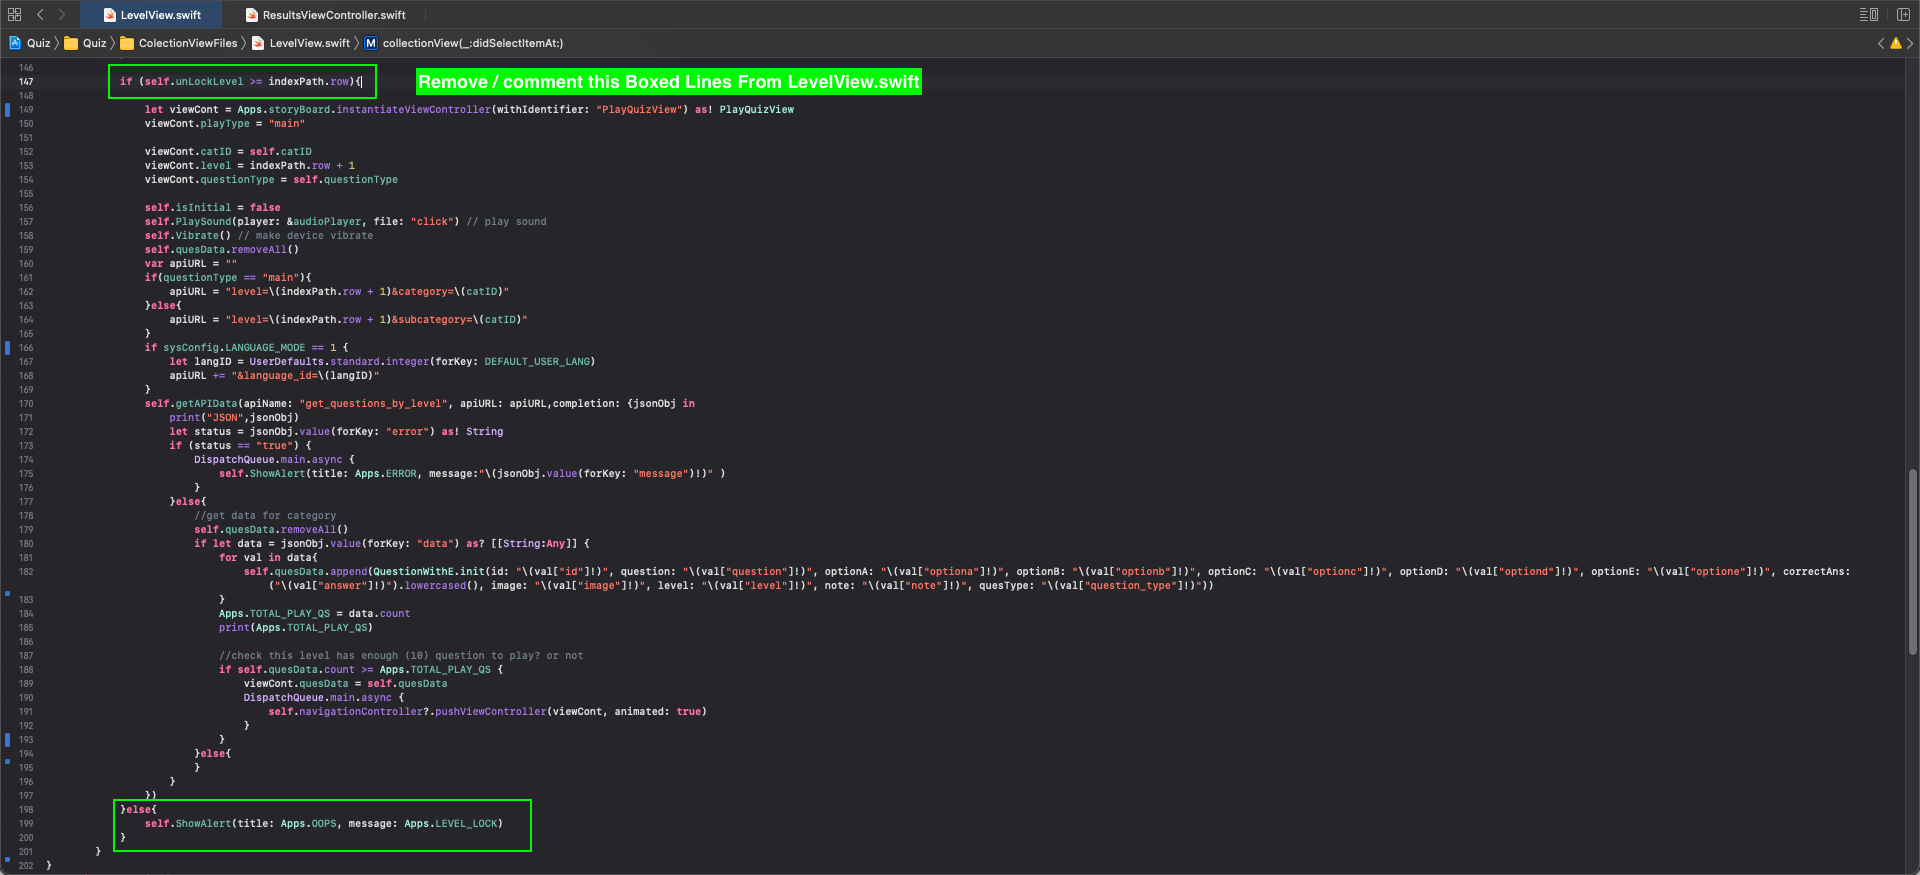 LevelView.swift
ResultsViewController.swift
Quiz 〉 Quiz 〉 ColectionViewFiles 〉 LevelView.swift 〉 M collectionView(_:didSelectItemAt:)
146
147 if (self.unLockLevel >= indexPath.row){
Remove / comment this Boxed Lines From LevelView.swift
148
149 let viewCont = Apps.storyBoard.instantiateViewController(withIdentifier: "PlayQuizView") as! PlayQuizView
150 viewCont.playType = "main"
151
152 viewCont.catID = self.catID
153 viewCont.level = indexPath.row + 1
154 viewCont.questionType = self.questionType
155
156 self.isInitial = false
157 self.PlaySound(player: &audioPlayer, file: "click") // play sound
158 self.Vibrate() // make device vibrate
159 self.quesData.removeAll()
160 var apiURL = ""
161 if(questionType == "main"){
162 apiURL = "level=\(indexPath.row + 1)&category=\(catID)"
163 }else{
164 apiURL = "level=\(indexPath.row + 1)&subcategory=\(catID)"
165 }
166 if sysConfig.LANGUAGE_MODE == 1 {
167 let langID = UserDefaults.standard.integer(forKey: DEFAULT_USER_LANG)
168 apiURL += "&language_id=\(langID)"
169 }
170 self.getAPIData(apiName: "get_questions_by_level", apiURL: apiURL,completion: {jsonObj in
171 print("JSON",jsonObj)
172 let status = jsonObj.value(forKey: "error") as! String
173 if (status == "true") {
174 DispatchQueue.main.async {
175 self.ShowAlert(title: Apps.ERROR, message:"\(jsonObj.value(forKey: "message")!)" )
176 }
177 }else{
178 //get data for category
179 self.quesData.removeAll()
180 if let data = jsonObj.value(forKey: "data") as? [[String:Any]] {
181 for val in data{
182 self.quesData.append(QuestionWithE.init(id: "\(val["id"]!)", question: "\(val["question"]!)", optionA: "\(val["optiona"]!)", optionB: "\(val["optionb"]!)", optionC: "\(val["optionc"]!)", optionD: "\(val["optiond"]!)", optionE: "\(val["optione"]!)", correctAns:
("\(val["answer"]!)").lowercased(), image: "\(val["image"]!)", level: "\(val["level"]!)", note: "\(val["note"]!)", quesType: "\(val["question_type"]!)"))
183 }
184 Apps.TOTAL_PLAY_QS = data.count
185 print(Apps.TOTAL_PLAY_QS)
186
187 //check this level has enough (10) question to play? or not
188 if self.quesData.count >= Apps.TOTAL_PLAY_QS {
189 viewCont.quesData = self.quesData
190 DispatchQueue.main.async {
191 self.navigationController?.pushViewController(viewCont, animated: true)
192 }
193 }
194 }else{
195 }
196 }
197 })
198 }else{
199 self.ShowAlert(title: Apps.OOPS, message: Apps.LEVEL_LOCK)
200 }
201 }
202 }